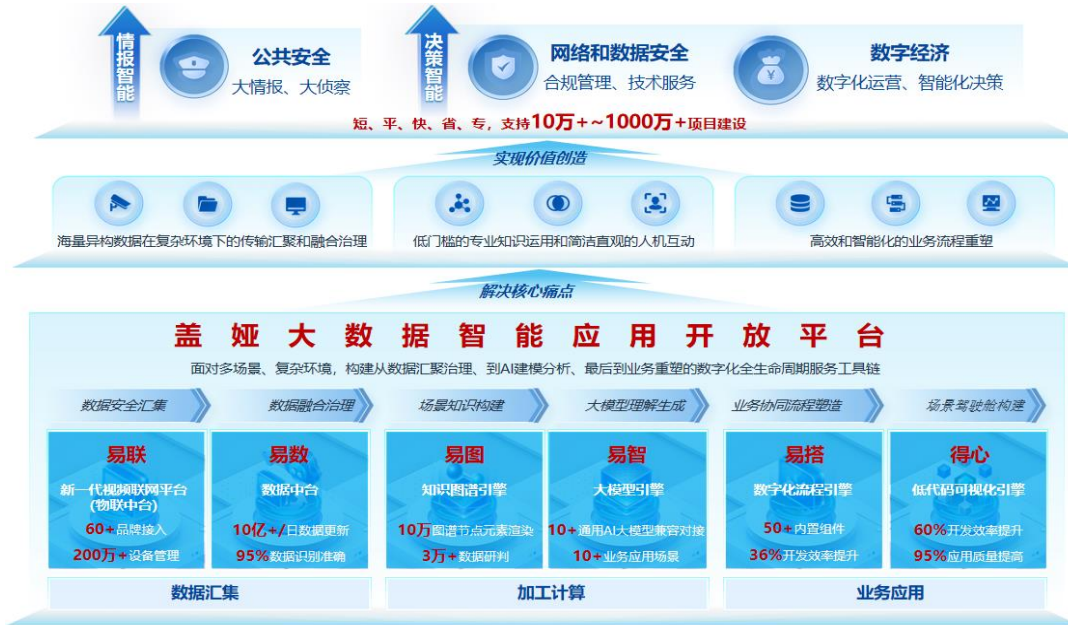 情报智能
公共安全
大情报、大侦察
决策智能
网络和数据安全
合规管理、技术服务
数字经济
数字化运营、智能化决策
短、平、快、省、专，支持10万+~1000万+项目建设
实现价值创造
海量异构数据在复杂环境下的传输汇聚和融合治理
低门槛的专业知识运用和简洁直观的人机互动
高效和智能化的业务流程重塑
解决核心痛点
盖娅大数据智能应用开放平台
面对多场景、复杂环境，构建从数据汇聚治理、到AI建模分析、最后到业务重塑的数字化全生命周期服务工具链
数据安全汇集
数据融合治理
场景知识构建
大模型理解生成
业务协同流程塑造
场景驾驶舱构建
易联
新一代视频联网平台
(物联中台)
60+品牌接入
200万+设备管理
易数
数据中台
10亿+/日数据更新
95%数据识别准确
易图
知识图谱引擎
10万图谱节点元素渲染
3万+数据研判
易智
大模型引擎
10+通用AI大模型兼容对接
10+业务应用场景
易搭
数字化流程引擎
50+内置组件
36%开发效率提升
得心
低代码可视化引擎
60%开发效率提升
95%应用质量提高
数据汇集
加工计算
业务应用